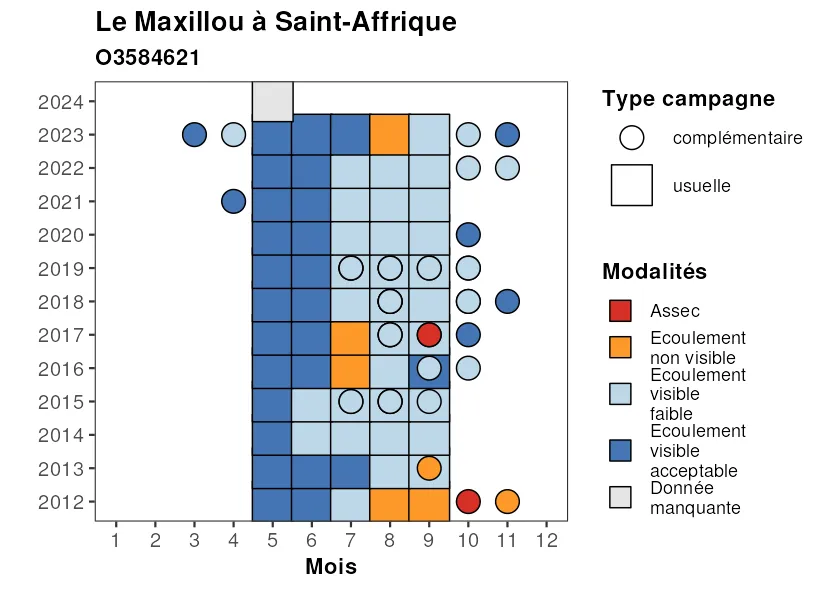 Le Maxillou à Saint-Affrique
O3584621
2024
2023
2022
2021
2020
2019
2018
2017
2016
2015
2014
2013
2012
1 2 3 4 5 6 7 8 9 10 11 12
Mois
Type campagne
complémentaire
usuelle
Modalités
Assec
Ecoulement
non visible
Ecoulement
visible
faible
Ecoulement
visible
acceptable
Donnée
manquante